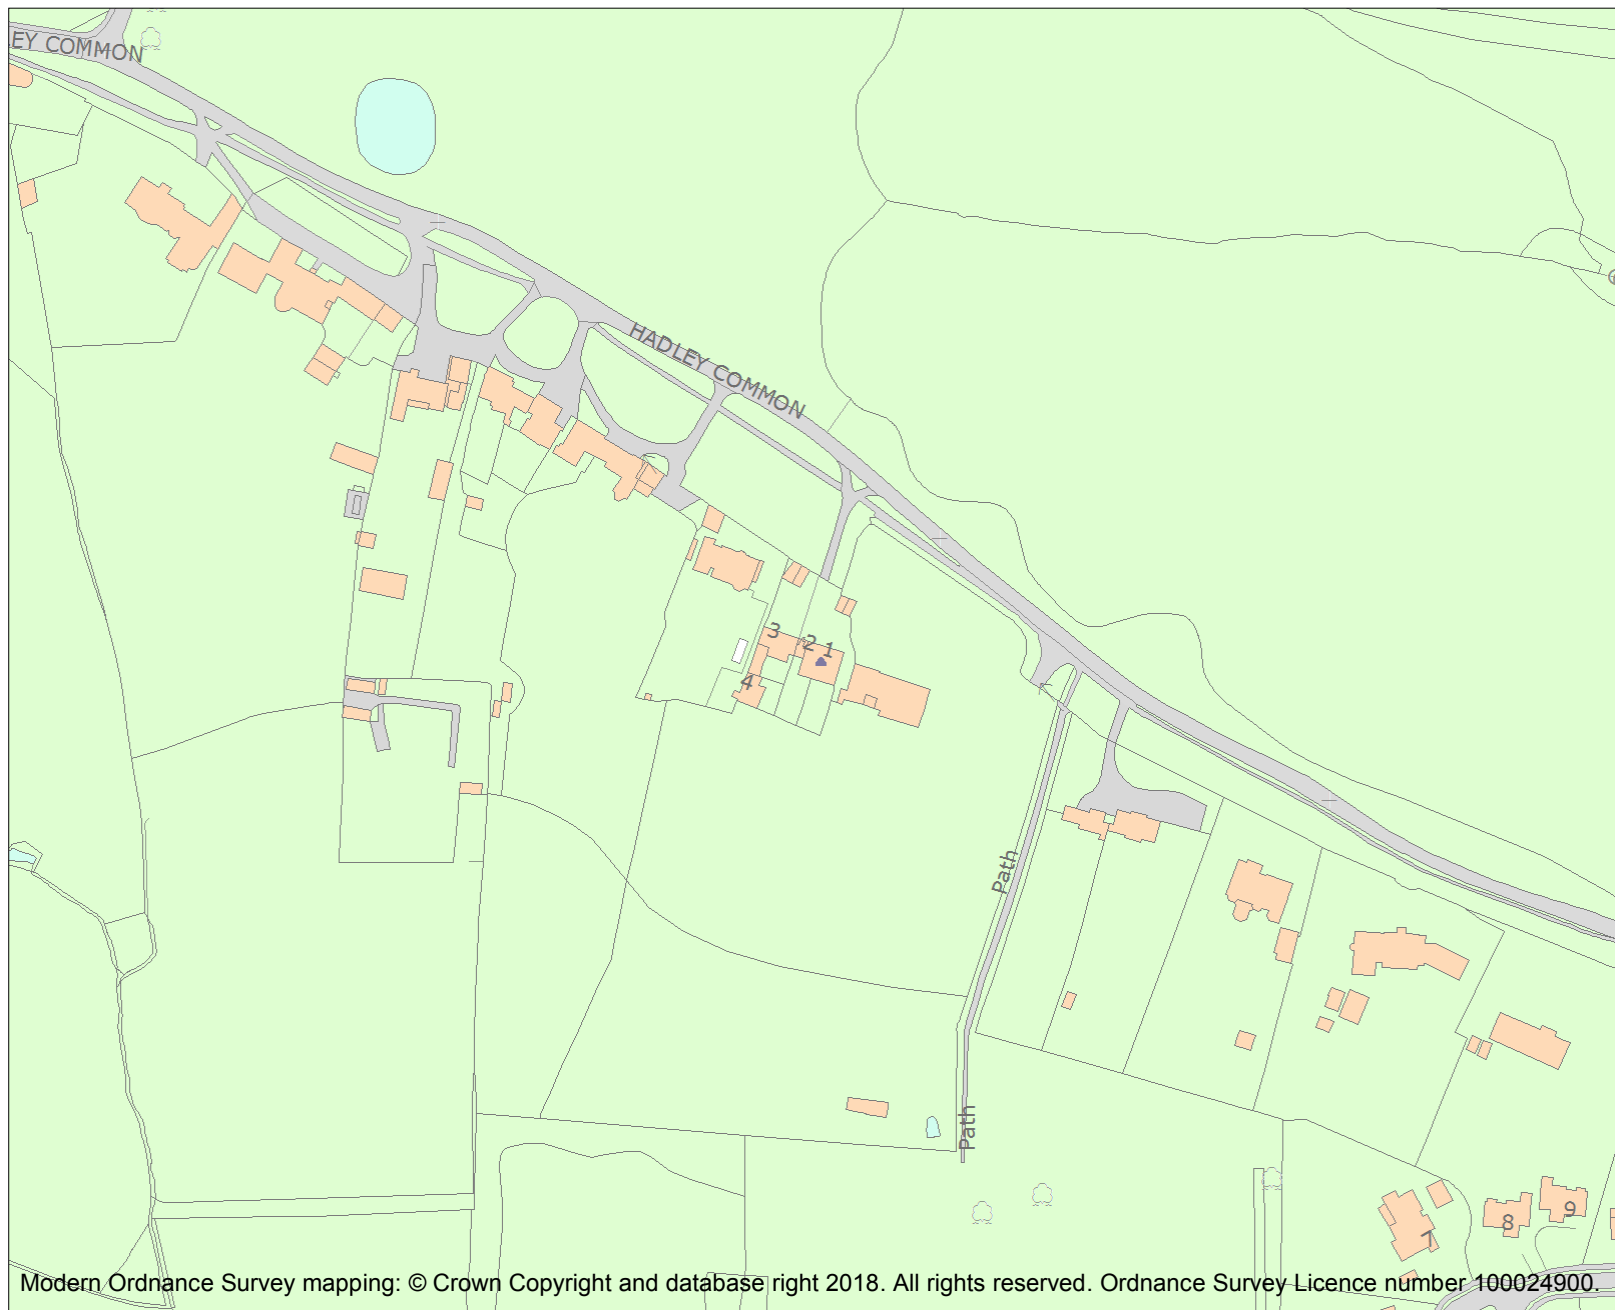 EY COMMON
HADLEY COMMON
3
2
1
4
Path
Path
7
8
9
Modern Ordnance Survey mapping: © Crown Copyright and database right 2018. All rights reserved. Ordnance Survey Licence number 100024900.